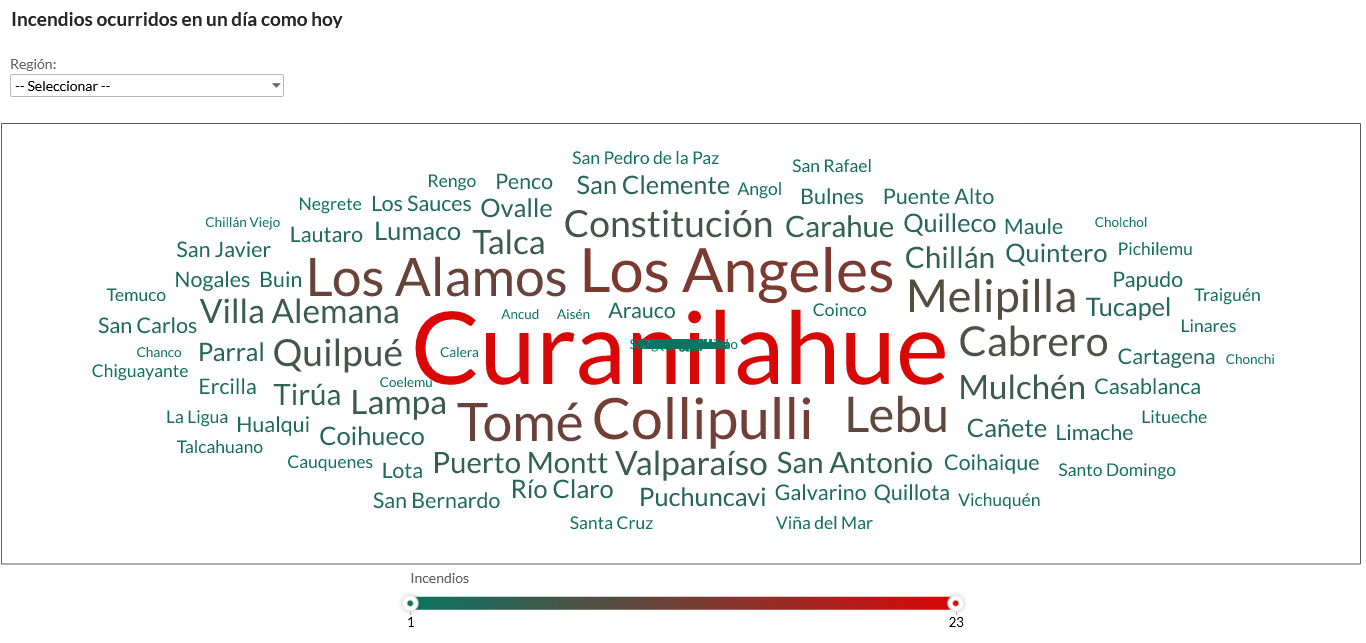 Incendios ocurridos en un día como hoy
Región:
-- Seleccionar --
San Pedro de la Paz
San Rafael
Rengo
Penco
San Clemente
Angol
Bulnes
Puente Alto
Negrete
Los Sauces
Ovalle
Constitución
Carahue
Quilleco
Maule
Cholchol
Chillán Viejo
Lautaro
Lumaco
Talca
San Javier
Chillán
Quintero
Pichilemu
Nogales
Buin
Los Alamos
Los Angeles
Melipilla
Papudo
Traiguén
Temuco
Villa Alemana
Ancud
Aisén
Arauco
Coinco
Tucapel
San Carlos
Linares
Curanilahue
Chanco
Parral
Quilpué
Calera
Cabrero
Cartagena
Chonchi
Chiguayante
Ercilla
Tirúa
Coelemu
Lampa
Mulchén
Casablanca
La Ligua
Hualqui
Coihueco
Tomé
Collipulli
Lebu
Cañete
Limache
Litueche
Talcahuano
Cauquenes
Lota
Puerto Montt
Valparaíso
San Antonio
Coihaique
Santo Domingo
San Bernardo
Río Claro
Puchuncavi
Galvarino
Quillota
Vichuquén
Santa Cruz
Viña del Mar
Incendios
1
23